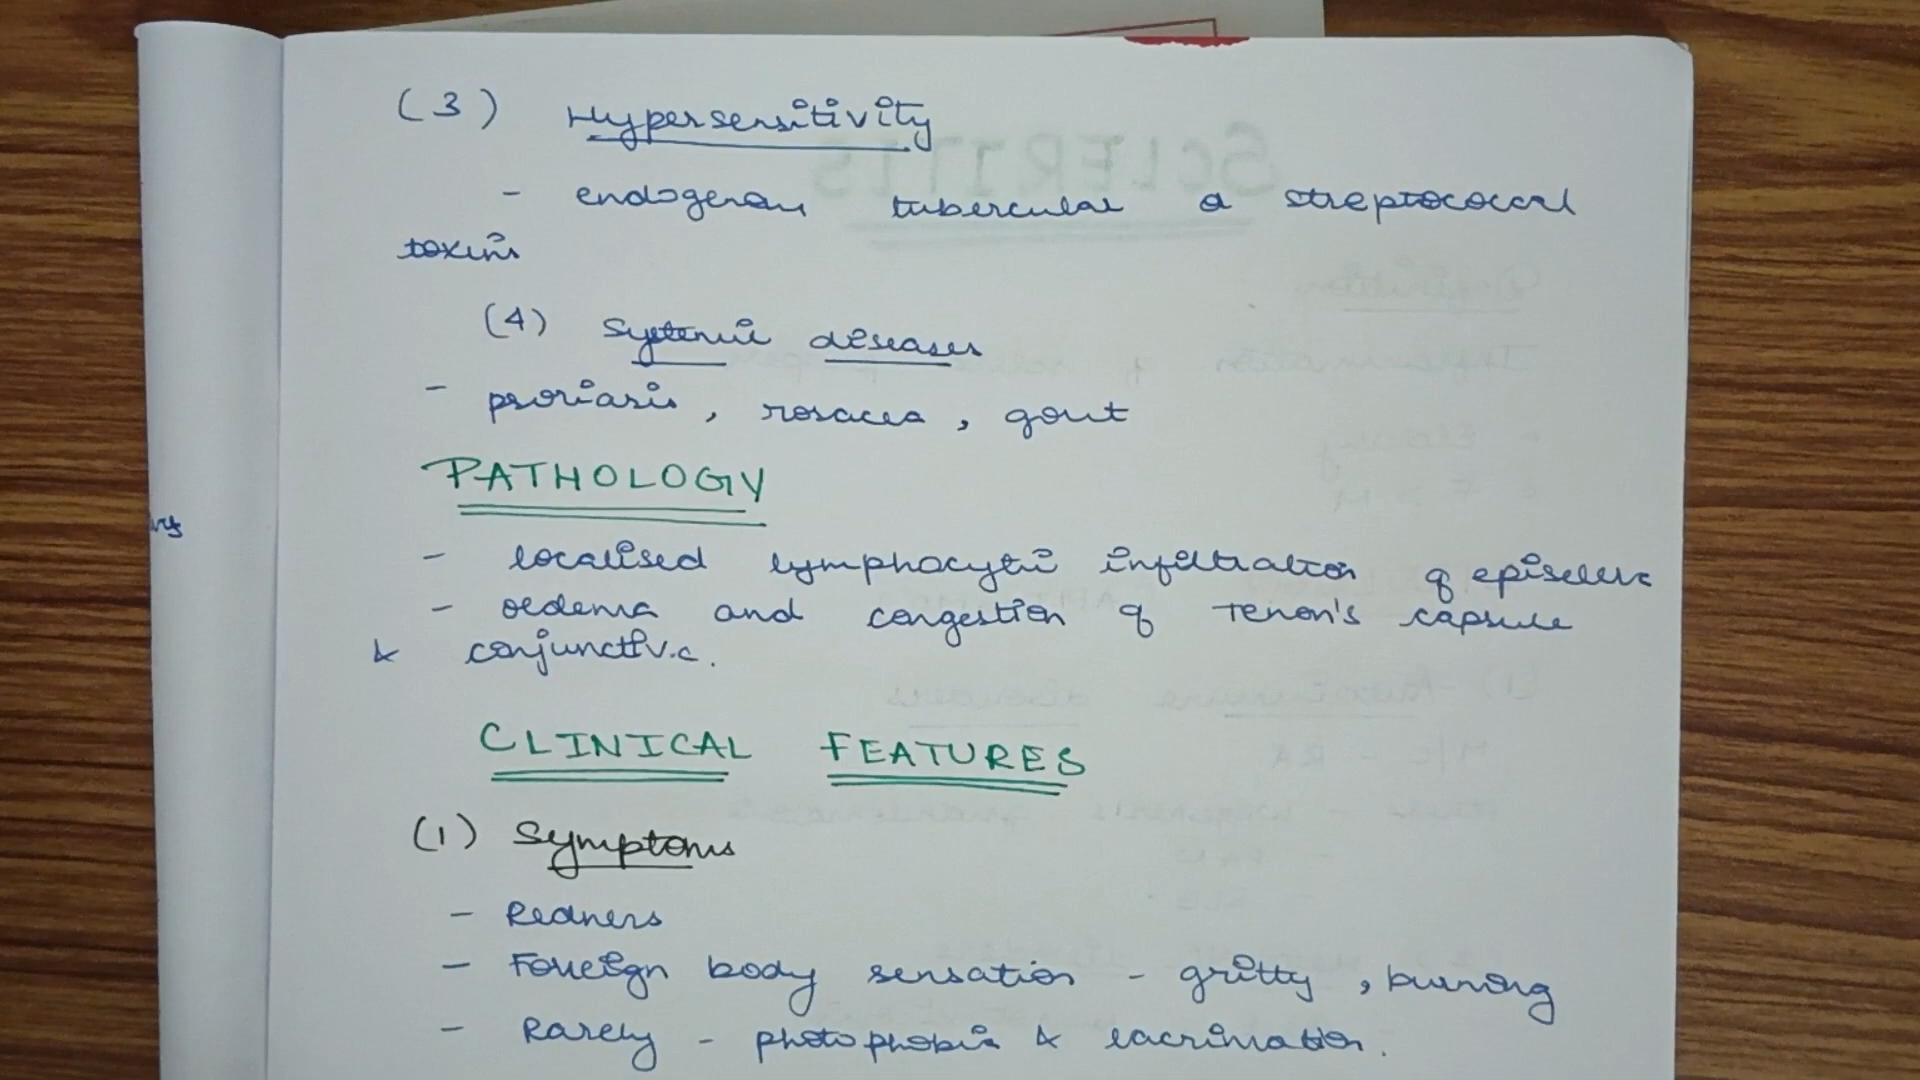 (3) Hypersensitivity
- endogenous tubercular or streptococcal
toxins
(4) Systemic diseases
- psoriasis, rosacea, gout
PATHOLOGY
- localised lymphocytic infiltration of episclera
- oedema and congestion of Tenon's capsule
& conjunctiva.
CLINICAL FEATURES
(1) Symptoms
- Redness
- Foreign body sensation - gritty, burning
- Rarely - photophobia & lacrimation.
SCLERITIS